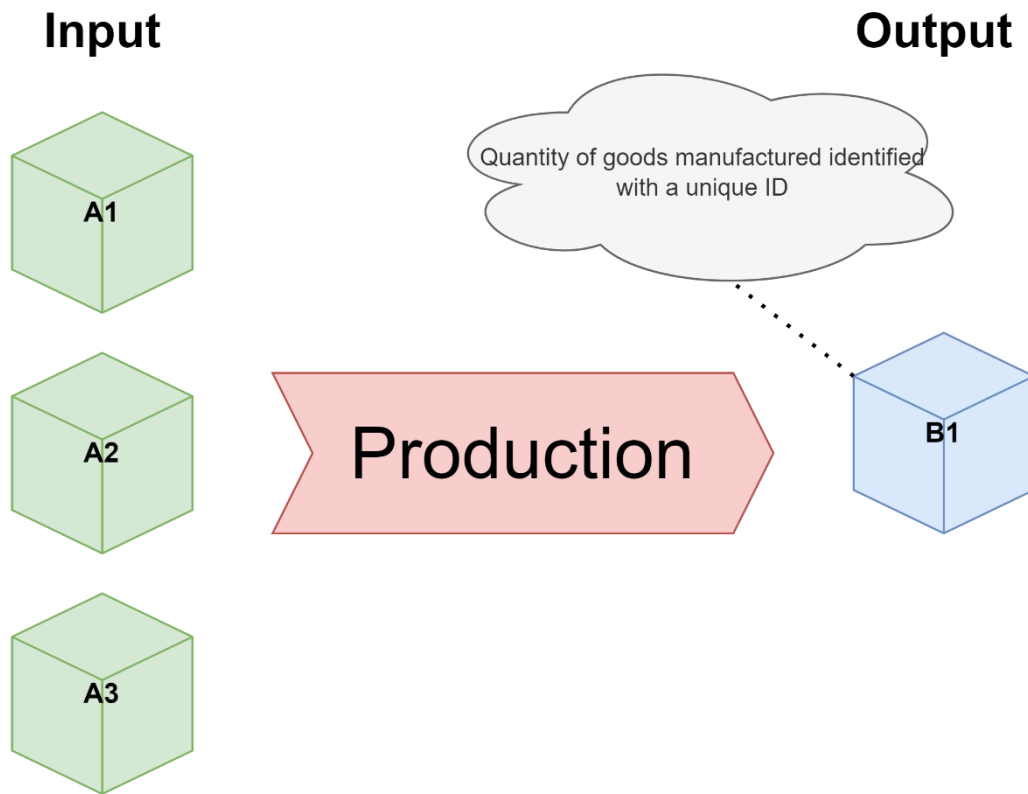 Input
Output
Quantity of goods manufactured identified
with a unique ID
A1
A2
Production
B1
A3